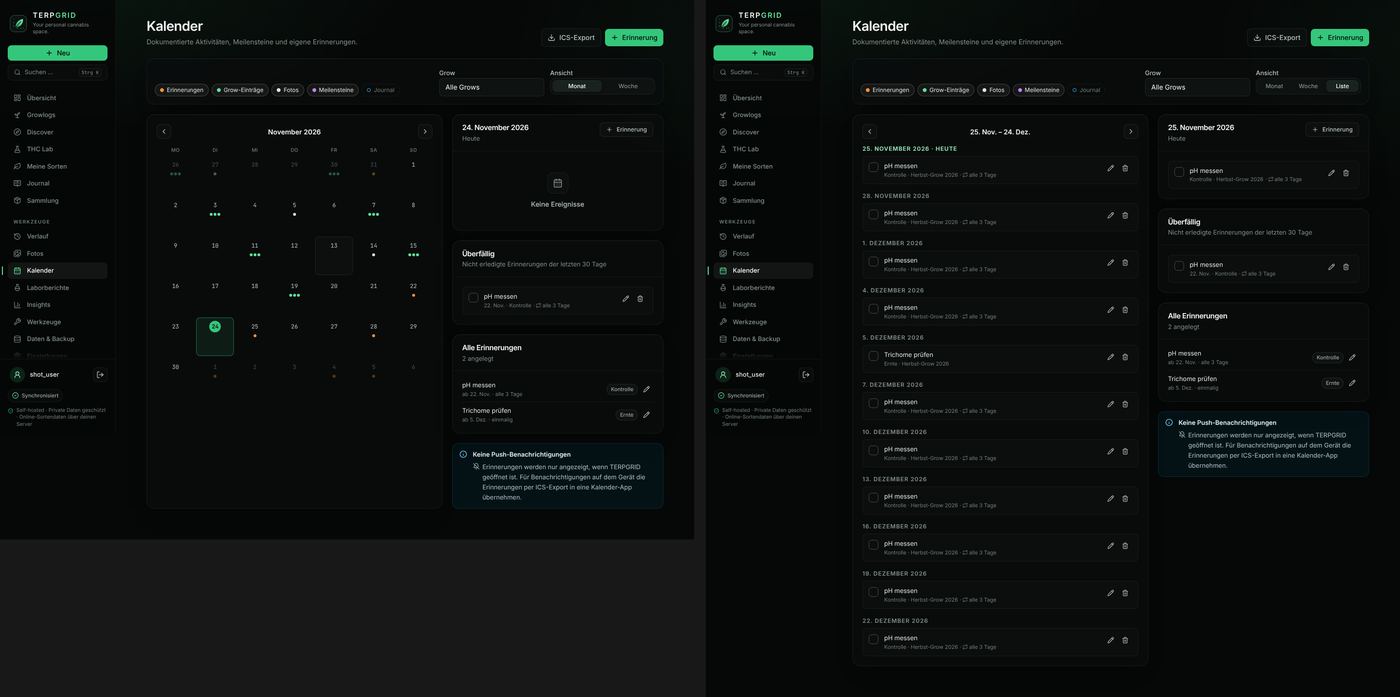 TERPGRID
Your personal cannabis
space.
+ Neu
Suchen ... Strg K
Übersicht
Growlogs
Discover
THC Lab
Meine Sorten
Journal
Sammlung
WERKZEUGE
Verlauf
Fotos
Kalender
Laborberichte
Insights
Werkzeuge
Daten & Backup
Einstellungen
shot_user
Synchronisiert
Self-hosted · Private Daten geschützt
· Online-Sortendaten über deinen
Server
Kalender
Dokumentierte Aktivitäten, Meilensteine und eigene Erinnerungen.
ICS-Export
+ Erinnerung
Erinnerungen Grow-Einträge Fotos Meilensteine Journal
Grow
Alle Grows
Ansicht
Monat Woche
November 2026
MO DI MI DO FR SA SO
26 27 28 29 30 31 1
2 3 4 5 6 7 8
9 10 11 12 13 14 15
16 17 18 19 20 21 22
23 24 25 26 27 28 29
30 1 2 3 4 5 6
24. November 2026
Heute
+ Erinnerung
Keine Ereignisse
Überfällig
Nicht erledigte Erinnerungen der letzten 30 Tage
pH messen
22. Nov. · Kontrolle · alle 3 Tage
Alle Erinnerungen
2 angelegt
pH messen
ab 22. Nov. · alle 3 Tage
Kontrolle
Trichome prüfen
ab 5. Dez. · einmalig
Ernte
Keine Push-Benachrichtigungen
Erinnerungen werden nur angezeigt, wenn TERPGRID
geöffnet ist. Für Benachrichtigungen auf dem Gerät die
Erinnerungen per ICS-Export in eine Kalender-App
übernehmen.
TERPGRID
Your personal cannabis
space.
+ Neu
Suchen ... Strg K
Übersicht
Growlogs
Discover
THC Lab
Meine Sorten
Journal
Sammlung
WERKZEUGE
Verlauf
Fotos
Kalender
Laborberichte
Insights
Werkzeuge
Daten & Backup
Einstellungen
shot_user
Synchronisiert
Self-hosted · Private Daten geschützt
· Online-Sortendaten über deinen
Server
Kalender
Dokumentierte Aktivitäten, Meilensteine und eigene Erinnerungen.
ICS-Export
+ Erinnerung
Erinnerungen Grow-Einträge Fotos Meilensteine Journal
Grow
Alle Grows
Ansicht
Monat Woche Liste
25. Nov. – 24. Dez.
25. NOVEMBER 2026 · HEUTE
pH messen
Kontrolle · Herbst-Grow 2026 · alle 3 Tage
28. NOVEMBER 2026
pH messen
Kontrolle · Herbst-Grow 2026 · alle 3 Tage
1. DEZEMBER 2026
pH messen
Kontrolle · Herbst-Grow 2026 · alle 3 Tage
4. DEZEMBER 2026
pH messen
Kontrolle · Herbst-Grow 2026 · alle 3 Tage
5. DEZEMBER 2026
Trichome prüfen
Ernte · Herbst-Grow 2026
7. DEZEMBER 2026
pH messen
Kontrolle · Herbst-Grow 2026 · alle 3 Tage
10. DEZEMBER 2026
pH messen
Kontrolle · Herbst-Grow 2026 · alle 3 Tage
13. DEZEMBER 2026
pH messen
Kontrolle · Herbst-Grow 2026 · alle 3 Tage
16. DEZEMBER 2026
pH messen
Kontrolle · Herbst-Grow 2026 · alle 3 Tage
19. DEZEMBER 2026
pH messen
Kontrolle · Herbst-Grow 2026 · alle 3 Tage
22. DEZEMBER 2026
pH messen
Kontrolle · Herbst-Grow 2026 · alle 3 Tage
25. November 2026
Heute
+ Erinnerung
pH messen
Kontrolle · Herbst-Grow 2026 · alle 3 Tage
Überfällig
Nicht erledigte Erinnerungen der letzten 30 Tage
pH messen
22. Nov. · Kontrolle · alle 3 Tage
Alle Erinnerungen
2 angelegt
pH messen
ab 22. Nov. · alle 3 Tage
Kontrolle
Trichome prüfen
ab 5. Dez. · einmalig
Ernte
Keine Push-Benachrichtigungen
Erinnerungen werden nur angezeigt, wenn TERPGRID
geöffnet ist. Für Benachrichtigungen auf dem Gerät die
Erinnerungen per ICS-Export in eine Kalender-App
übernehmen.